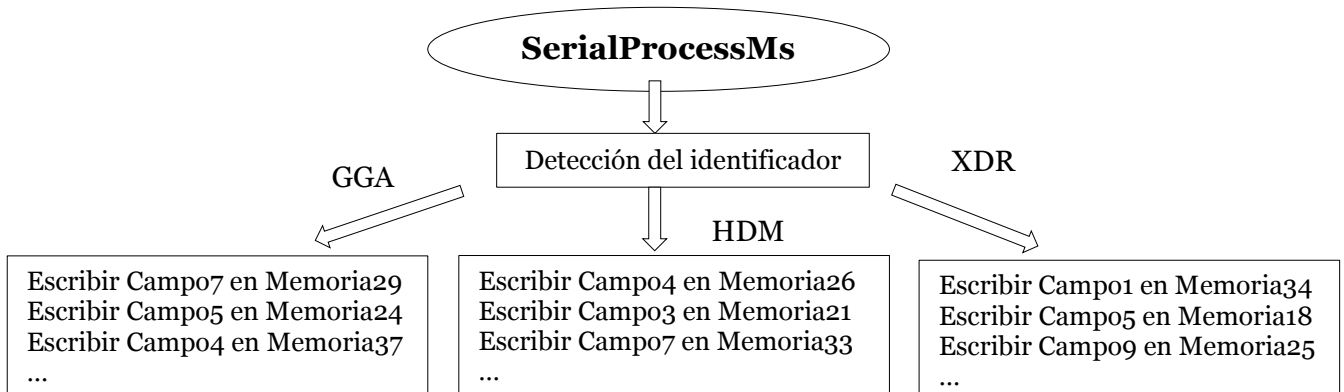 SerialProcessMs
Detección del identificador
GGA
XDR
HDM
Escribir Campo7 en Memoria29
Escribir Campo5 en Memoria24
Escribir Campo4 en Memoria37
...
Escribir Campo4 en Memoria26
Escribir Campo3 en Memoria21
Escribir Campo7 en Memoria33
...
Escribir Campo1 en Memoria34
Escribir Campo5 en Memoria18
Escribir Campo9 en Memoria25
...